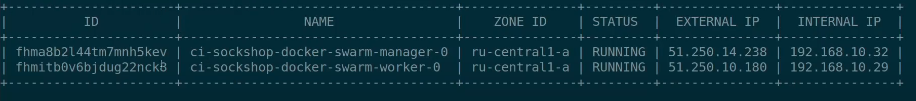 ID | NAME | ZONE ID | STATUS | EXTERNAL IP | INTERNAL IP
fhma8b2l44tm7mnh5kev | ci-sockshop-docker-swarm-manager-0 | ru-central1-a | RUNNING | 51.250.14.238 | 192.168.10.32
fhmitb0v6bjdug22nck8 | ci-sockshop-docker-swarm-worker-0 | ru-central1-a | RUNNING | 51.250.10.180 | 192.168.10.29